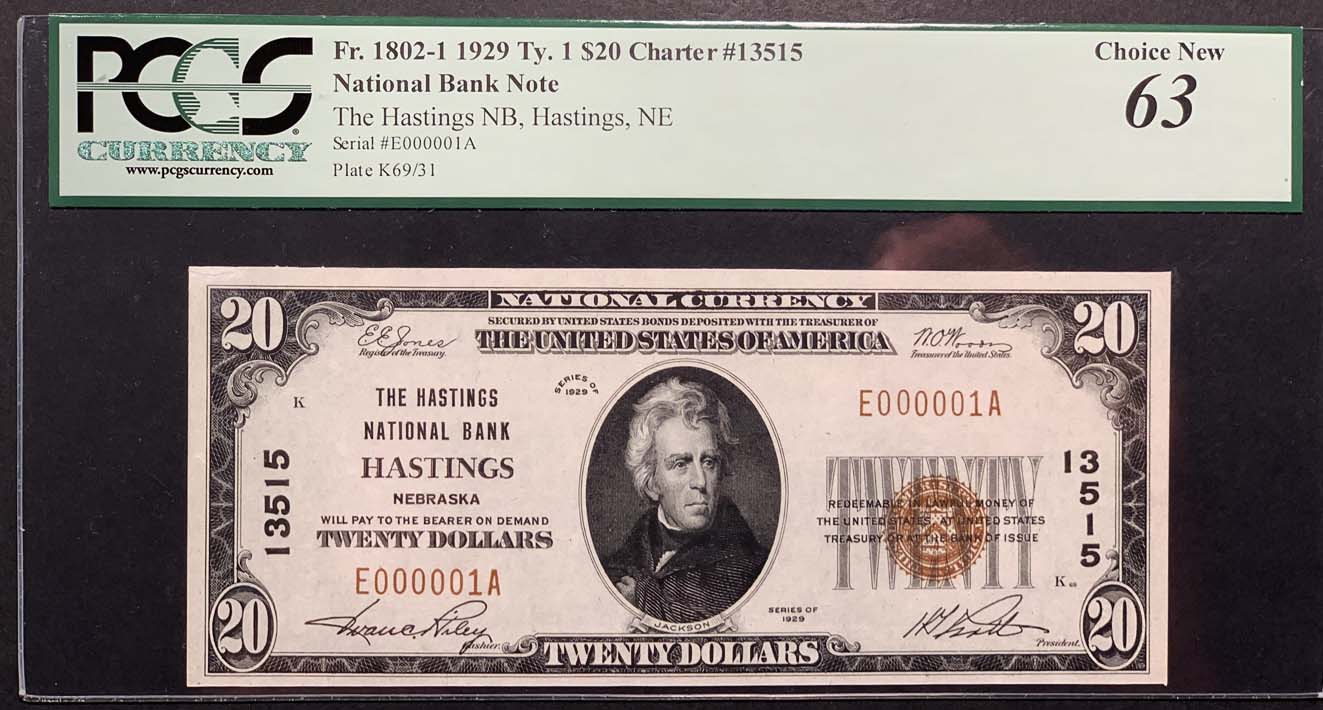 PCGS
CURRENCY
www.pcgscurrency.com
Fr. 1802-1 1929 Ty. 1 $20 Charter #13515
National Bank Note
The Hastings NB, Hastings, NE
Serial #E000001A
Plate K69/31
Choice New
63
NATIONAL CURRENCY
SECURED BY UNITED STATES BONDS DEPOSITED WITH THE TREASURER OF
THE UNITED STATES OF AMERICA
20
20
E E Jones
Register of the Treasury.
W.O. Woods
Treasurer of the United States.
SERIES OF
1929
K
THE HASTINGS
NATIONAL BANK
HASTINGS
NEBRASKA
WILL PAY TO THE BEARER ON DEMAND
TWENTY DOLLARS
E000001A
13515
E000001A
TWENTY
REDEEMABLE IN LAWFUL MONEY OF
THE UNITED STATES AT UNITED STATES
TREASURY OR AT THE BANK OF ISSUE
13515
K 69
SERIES OF
1929
JACKSON
Cashier.
President.
20
TWENTY DOLLARS
20